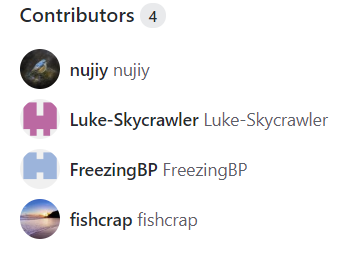 Contributors 4
nujiy nujiy
Luke-Skycrawler Luke-Skycrawler
FreezingBP FreezingBP
fishcrap fishcrap